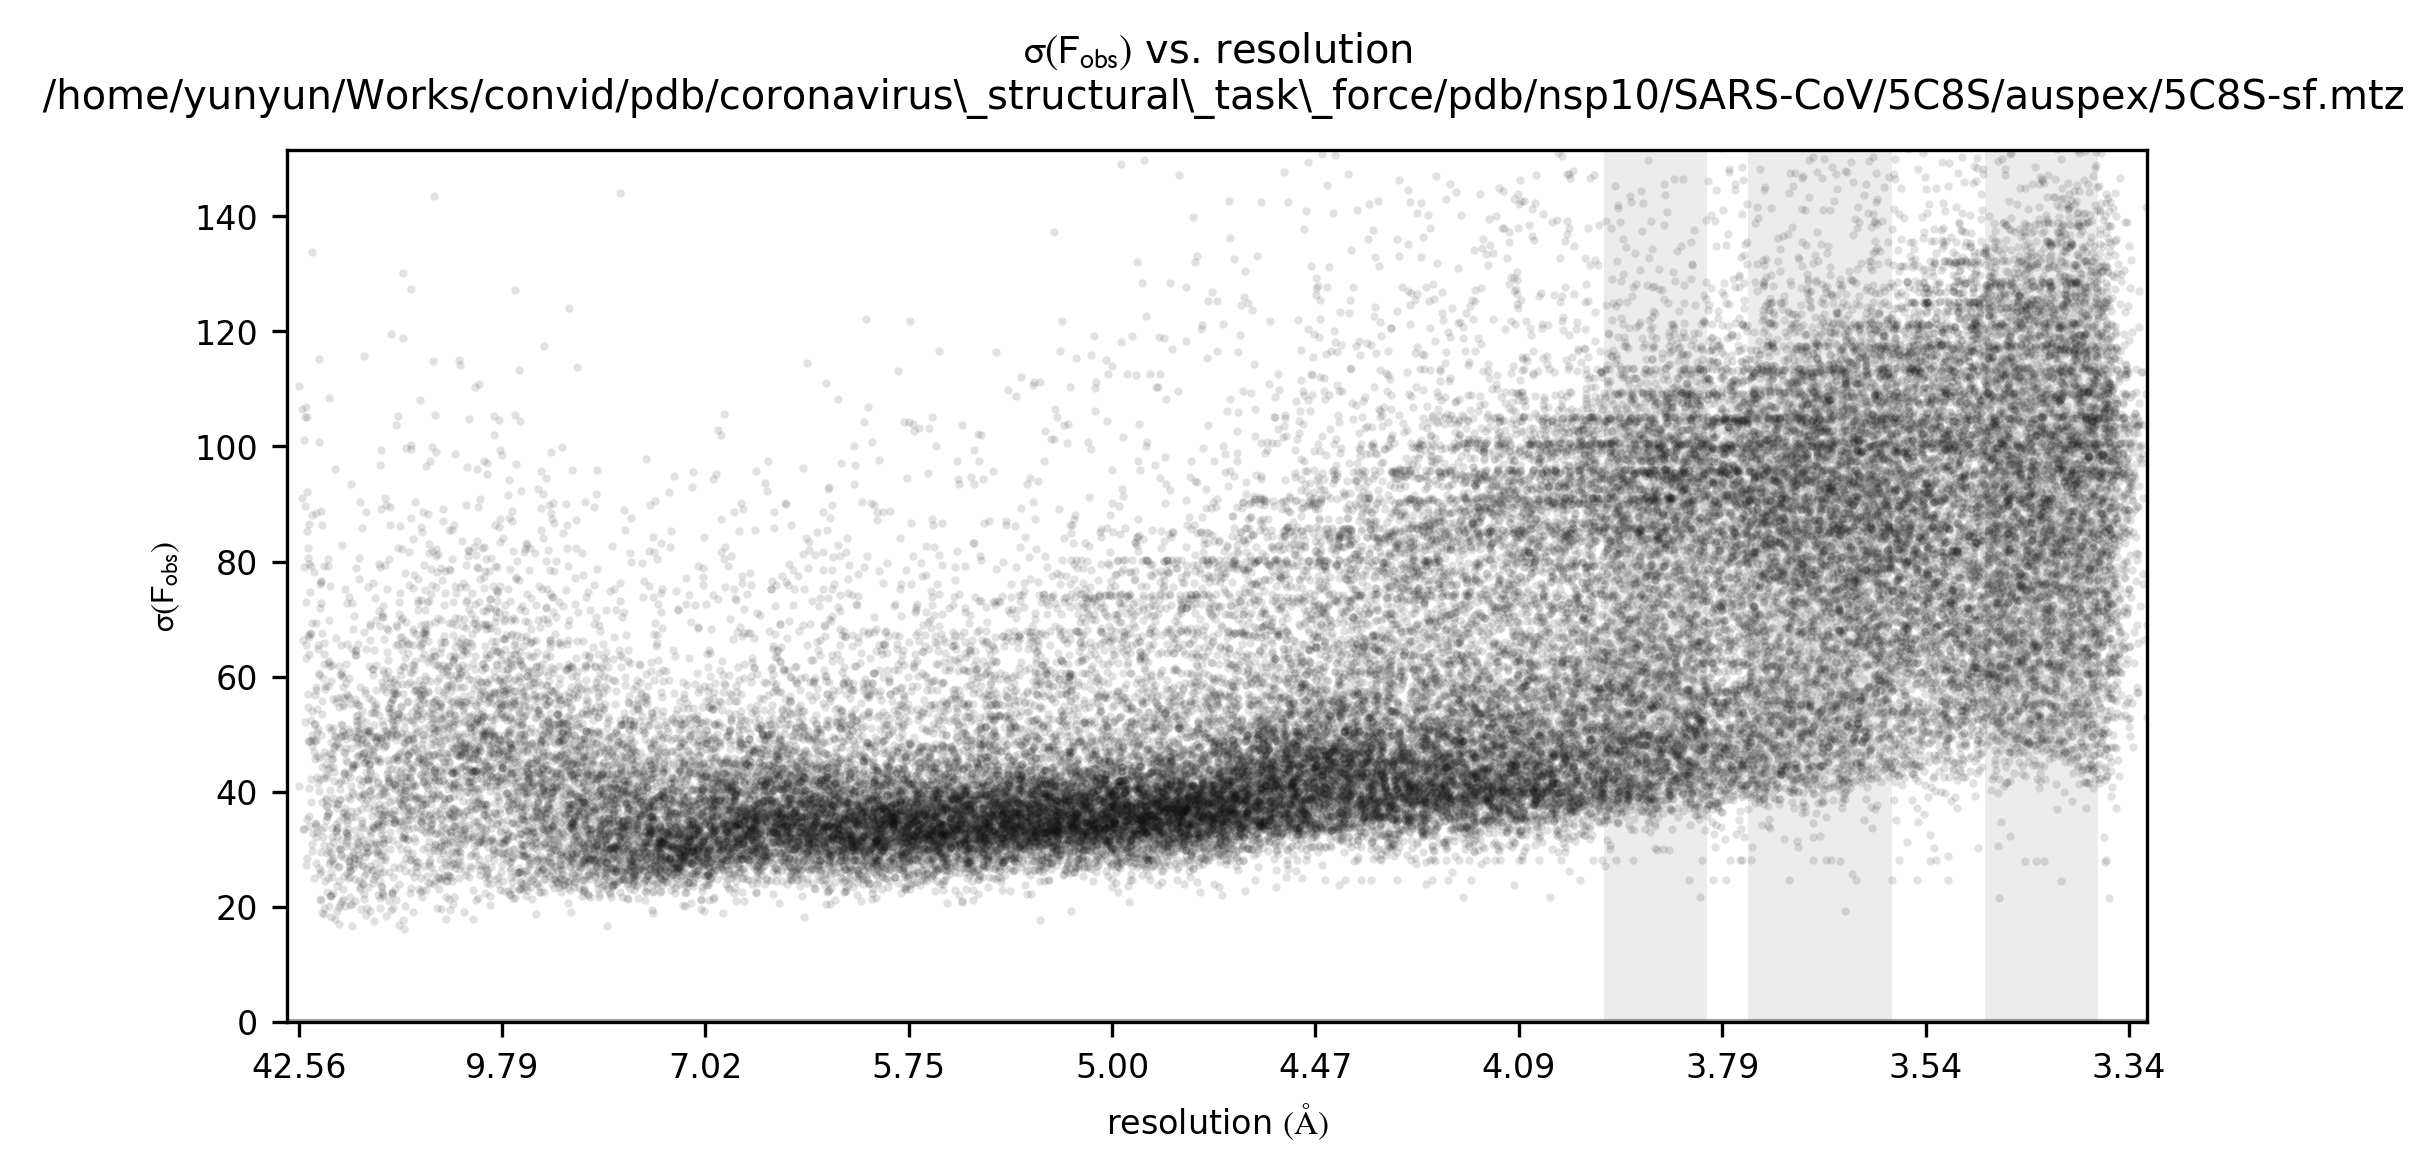 σ(Fobs) vs. resolution
/home/yunyun/Works/convid/pdb/coronavirus\_structural\_task\_force/pdb/nsp10/SARS-CoV/5C8S/auspex/5C8S-sf.mtz
140
120
100
80
60
40
20
0
σ(Fobs)
42.56 9.79 7.02 5.75 5.00 4.47 4.09 3.79 3.54 3.34
resolution (Å)